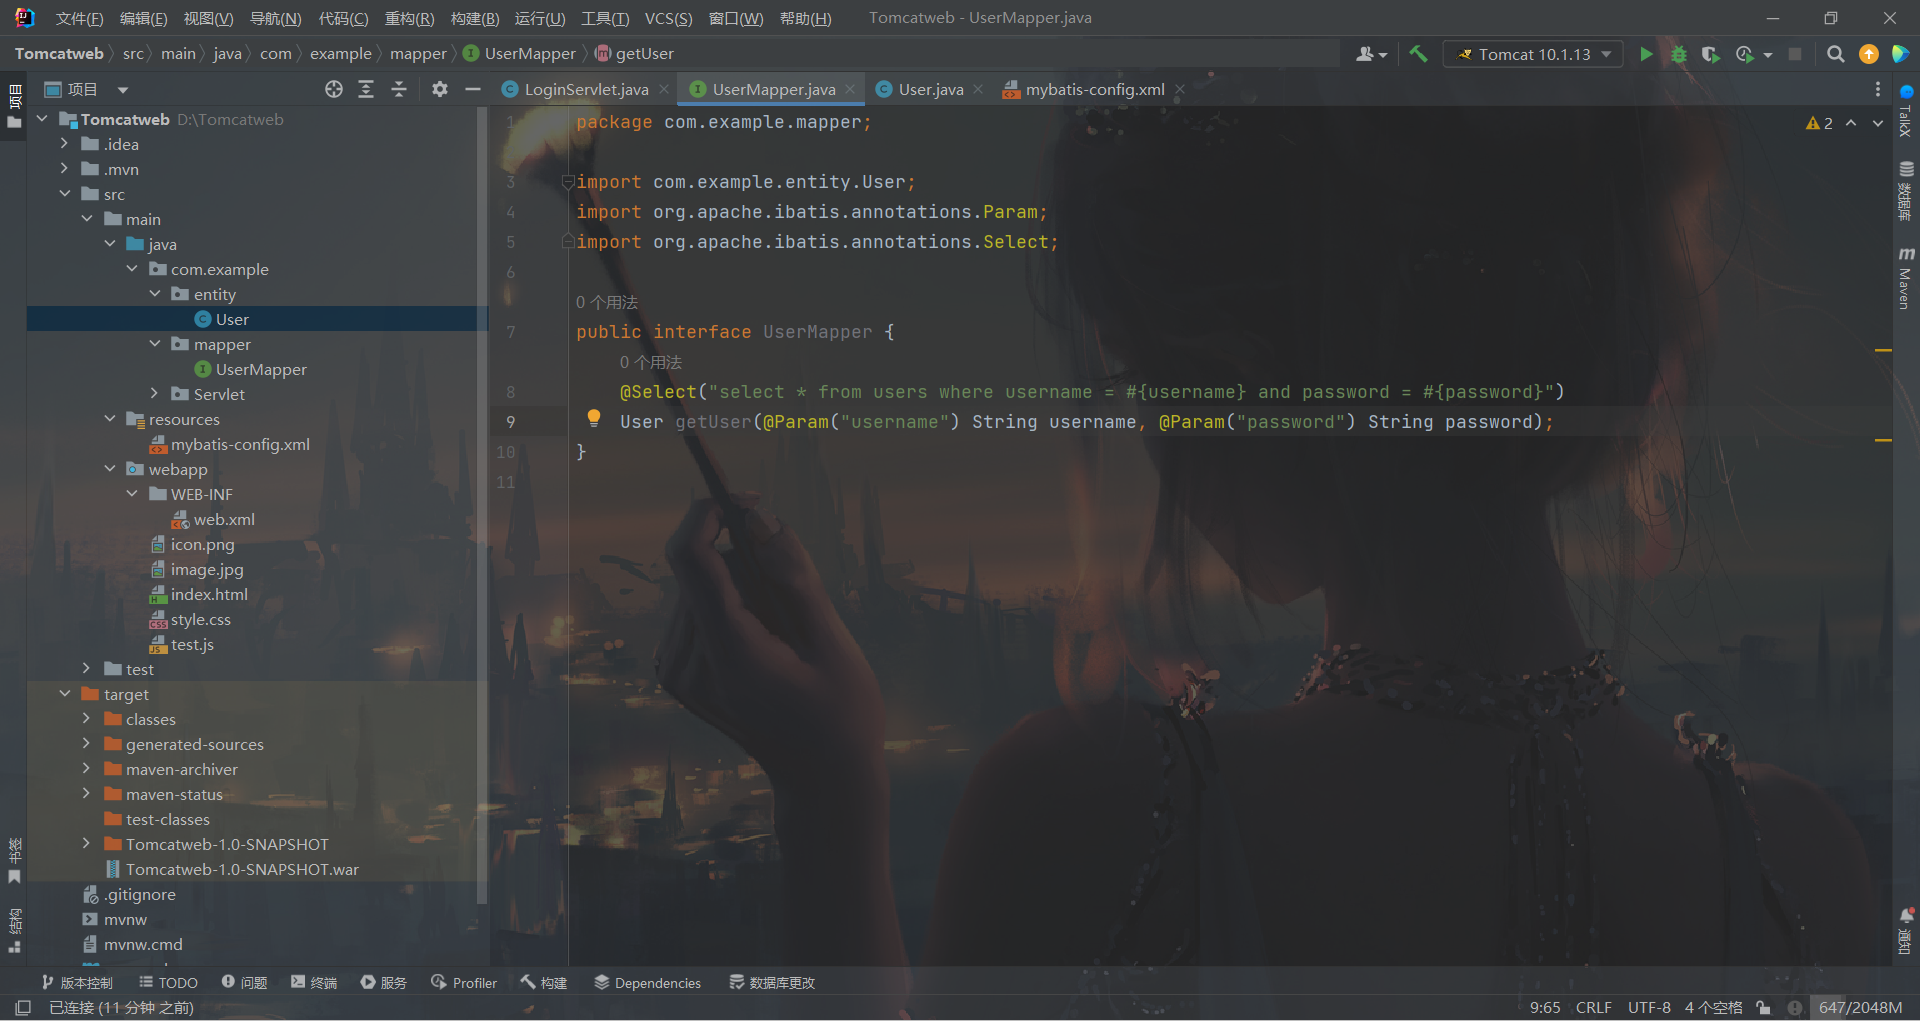 文件(F) 编辑(E) 视图(V) 导航(N) 代码(C) 重构(R) 构建(B) 运行(U) 工具(T) VCS(S) 窗口(W) 帮助(H) Tomcatweb - UserMapper.java
Tomcatweb src main java com example mapper UserMapper getUser Tomcat 10.1.13
项目
LoginServlet.java UserMapper.java User.java mybatis-config.xml
项目
Tomcatweb D:\Tomcatweb
.idea
.mvn
src
main
java
com.example
entity
User
mapper
UserMapper
Servlet
resources
mybatis-config.xml
webapp
WEB-INF
web.xml
icon.png
image.jpg
index.html
style.css
test.js
test
target
classes
generated-sources
maven-archiver
maven-status
test-classes
Tomcatweb-1.0-SNAPSHOT
Tomcatweb-1.0-SNAPSHOT.war
.gitignore
mvnw
mvnw.cmd
书签
结构
1 package com.example.mapper;
2
3 import com.example.entity.User;
4 import org.apache.ibatis.annotations.Param;
5 import org.apache.ibatis.annotations.Select;
6
0 个用法
7 public interface UserMapper {
0 个用法
8 @Select("select * from users where username = #{username} and password = #{password}")
9 User getUser(@Param("username") String username, @Param("password") String password);
10 }
11
TalkX
数据库
m Maven
通知
版本控制 TODO 问题 终端 服务 Profiler 构建 Dependencies 数据库更改
已连接 (11 分钟 之前) 9:65 CRLF UTF-8 4 个空格 647/2048M